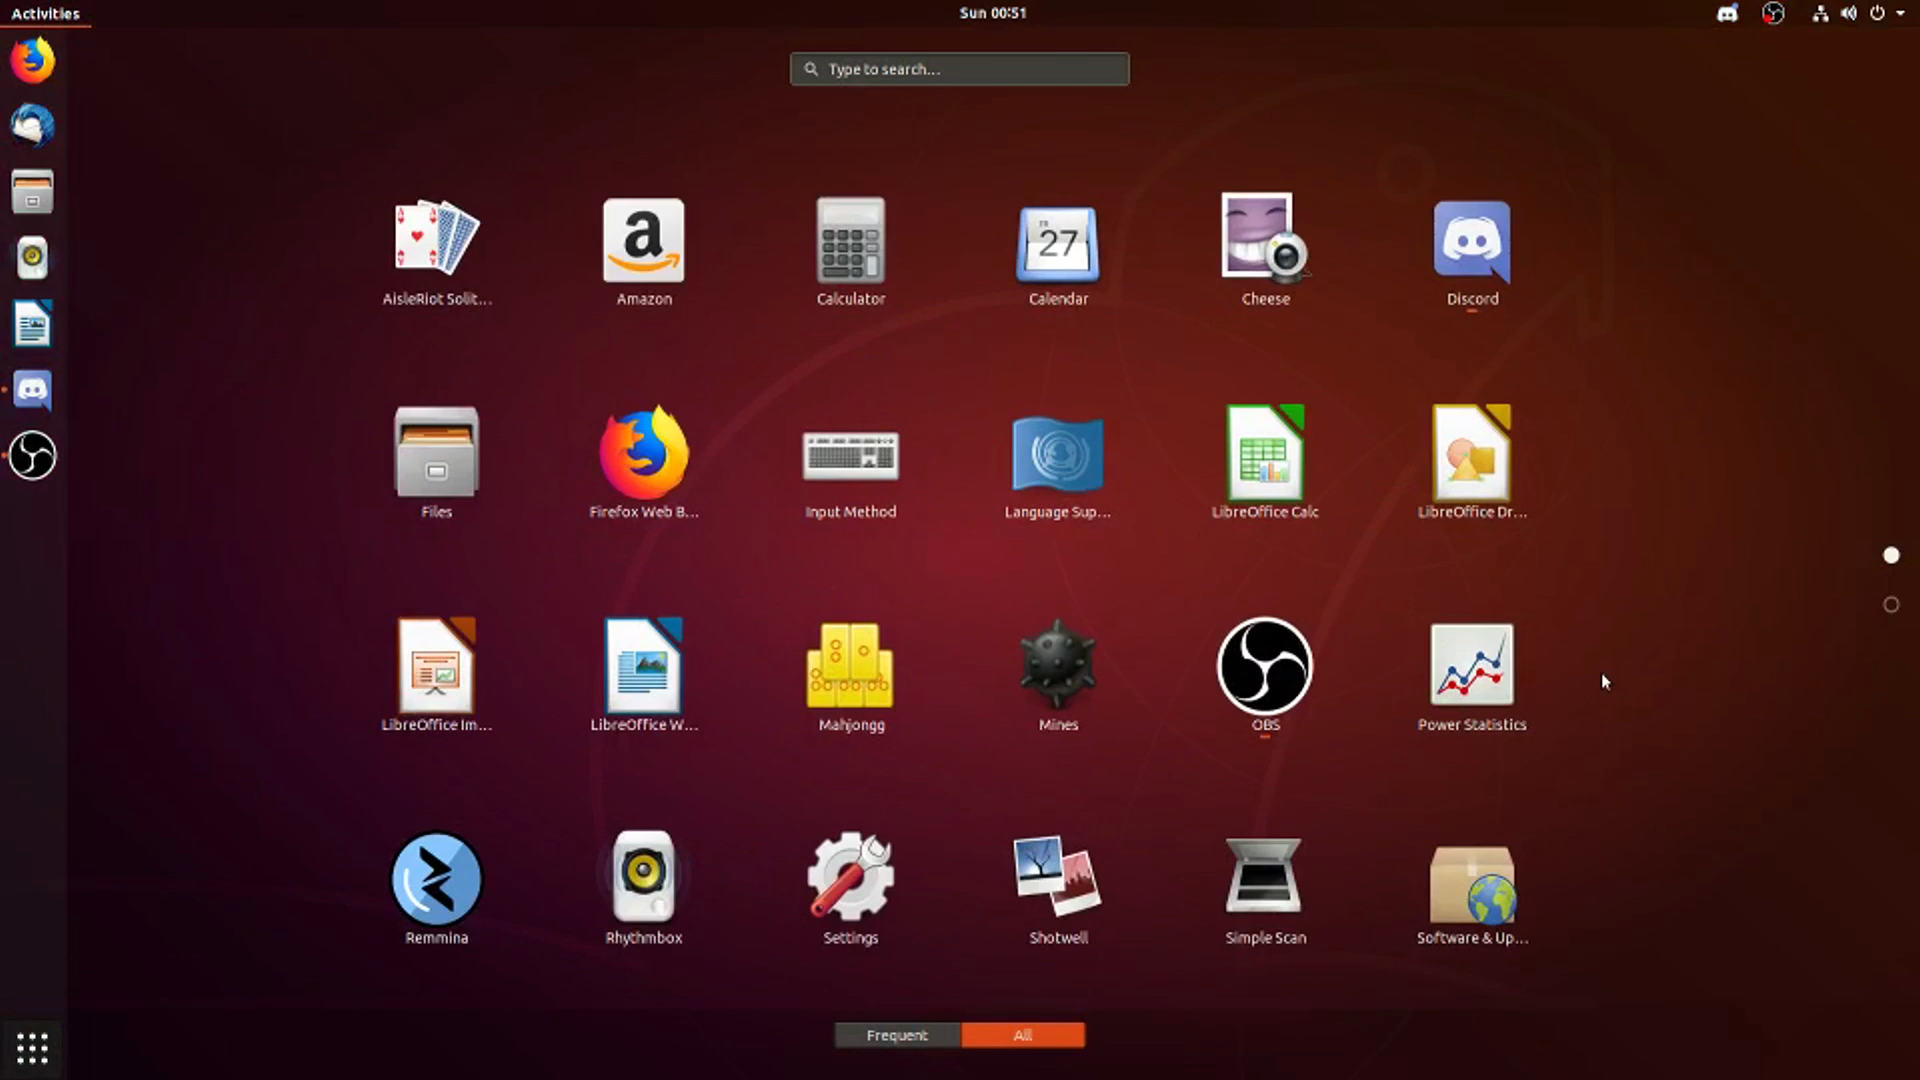 Activities
Sun 00:51
Type to search...
AisleRiot Solit...
Amazon
Calculator
27
Calendar
Cheese
Discord
Files
Firefox Web B...
Input Method
Language Sup...
LibreOffice Calc
LibreOffice Dr...
LibreOffice Im...
LibreOffice W...
Mahjongg
Mines
OBS
Power Statistics
Remmina
Rhythmbox
Settings
Shotwell
Simple Scan
Software & Up...
Frequent
All